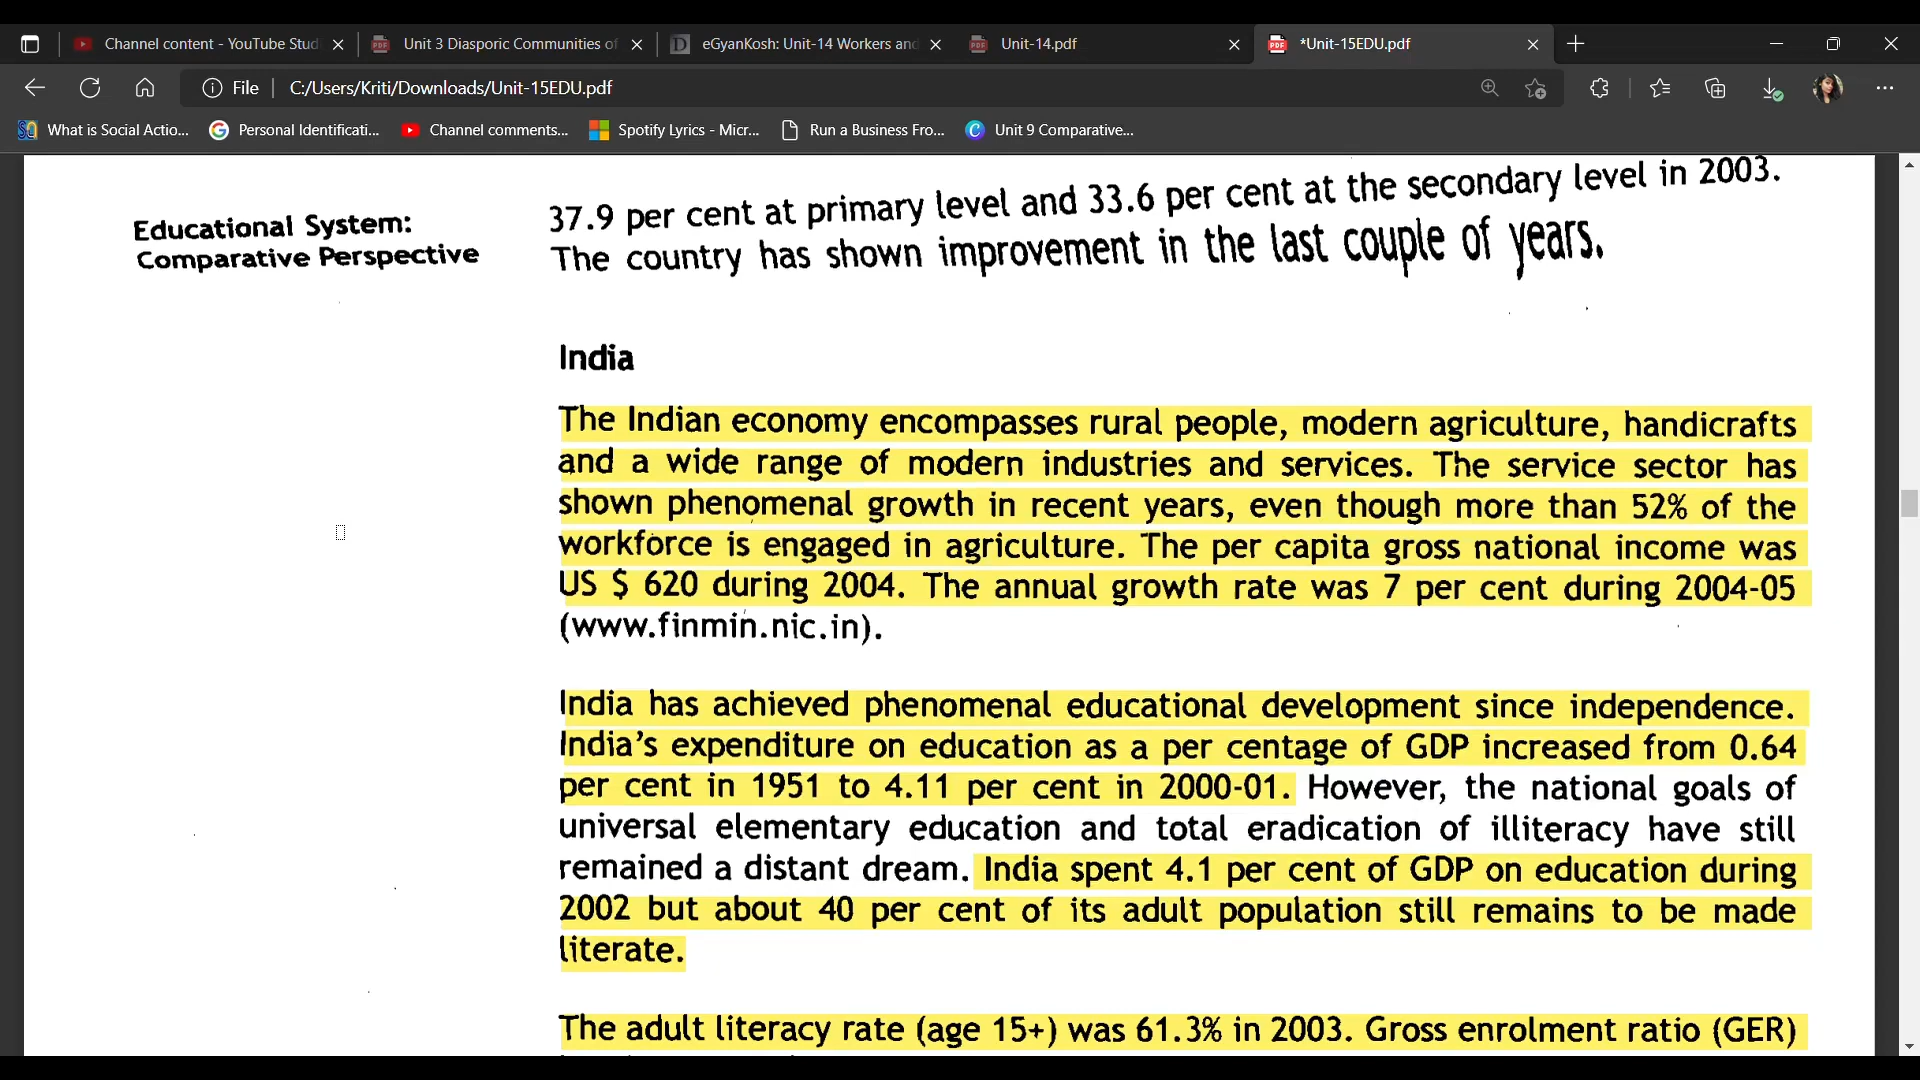 Channel content - YouTube Stud
Unit 3 Diasporic Communities of
eGyanKosh: Unit-14 Workers and
Unit-14.pdf
*Unit-15EDU.pdf
File
C:/Users/Kriti/Downloads/Unit-15EDU.pdf
What is Social Actio...
Personal Identificati...
Channel comments...
Spotify Lyrics - Micr...
Run a Business Fro...
Unit 9 Comparative...
Educational System:
Comparative Perspective
37.9 per cent at primary level and 33.6 per cent at the secondary level in 2003.
The country has shown improvement in the last couple of years.
India
The Indian economy encompasses rural people, modern agriculture, handicrafts
and a wide range of modern industries and services. The service sector has
shown phenomenal growth in recent years, even though more than 52% of the
workforce is engaged in agriculture. The per capita gross national income was
US $ 620 during 2004. The annual growth rate was 7 per cent during 2004-05
(www.finmin.nic.in).
India has achieved phenomenal educational development since independence.
India's expenditure on education as a per centage of GDP increased from 0.64
per cent in 1951 to 4.11 per cent in 2000-01. However, the national goals of
universal elementary education and total eradication of illiteracy have still
remained a distant dream. India spent 4.1 per cent of GDP on education during
2002 but about 40 per cent of its adult population still remains to be made
literate.
The adult literacy rate (age 15+) was 61.3% in 2003. Gross enrolment ratio (GER)